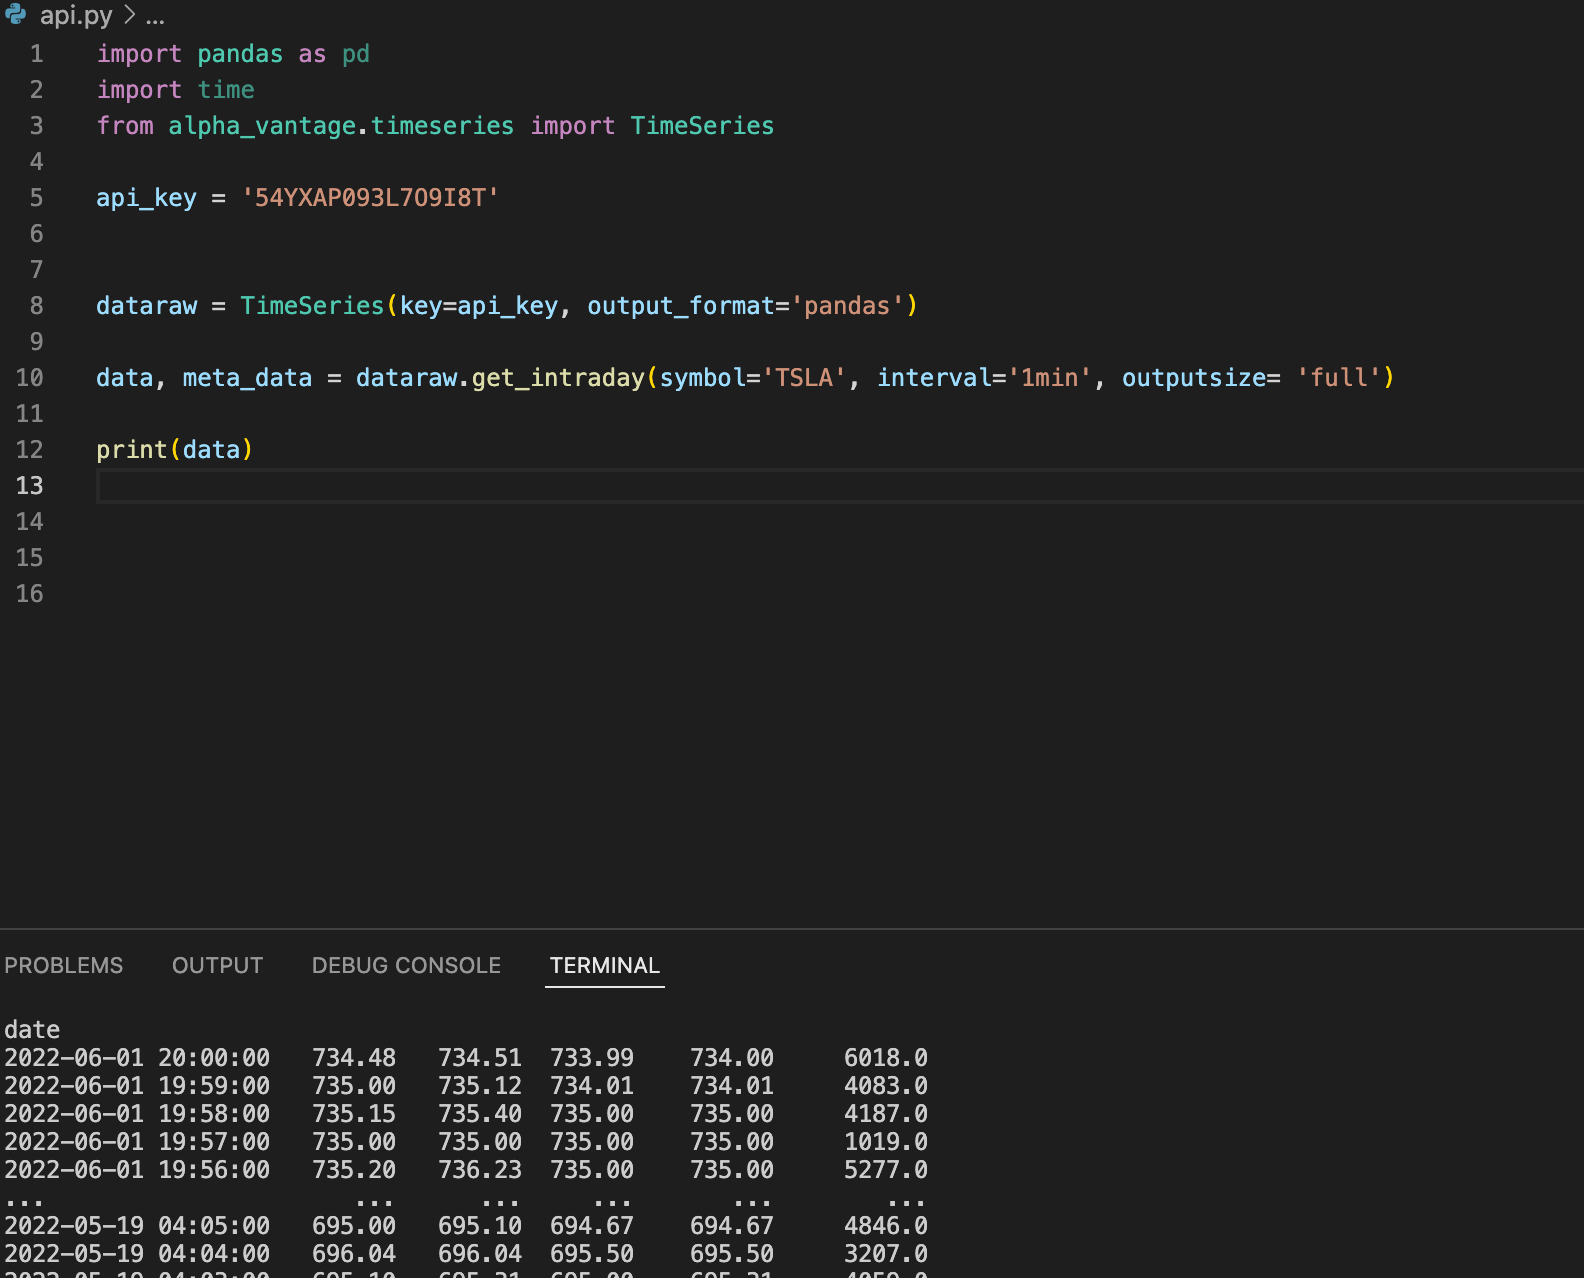 api.py > ...
1 import pandas as pd
2 import time
3 from alpha_vantage.timeseries import TimeSeries
4
5 api_key = '54YXAP093L7O9I8T'
6
7
8 dataraw = TimeSeries(key=api_key, output_format='pandas')
9
10 data, meta_data = dataraw.get_intraday(symbol='TSLA', interval='1min', outputsize= 'full')
11
12 print(data)
13
14
15
16
PROBLEMS OUTPUT DEBUG CONSOLE TERMINAL
date
2022-06-01 20:00:00 734.48 734.51 733.99 734.00 6018.0
2022-06-01 19:59:00 735.00 735.12 734.01 734.01 4083.0
2022-06-01 19:58:00 735.15 735.40 735.00 735.00 4187.0
2022-06-01 19:57:00 735.00 735.00 735.00 735.00 1019.0
2022-06-01 19:56:00 735.20 736.23 735.00 735.00 5277.0
... ... ... ... ... ...
2022-05-19 04:05:00 695.00 695.10 694.67 694.67 4846.0
2022-05-19 04:04:00 696.04 696.04 695.50 695.50 3207.0